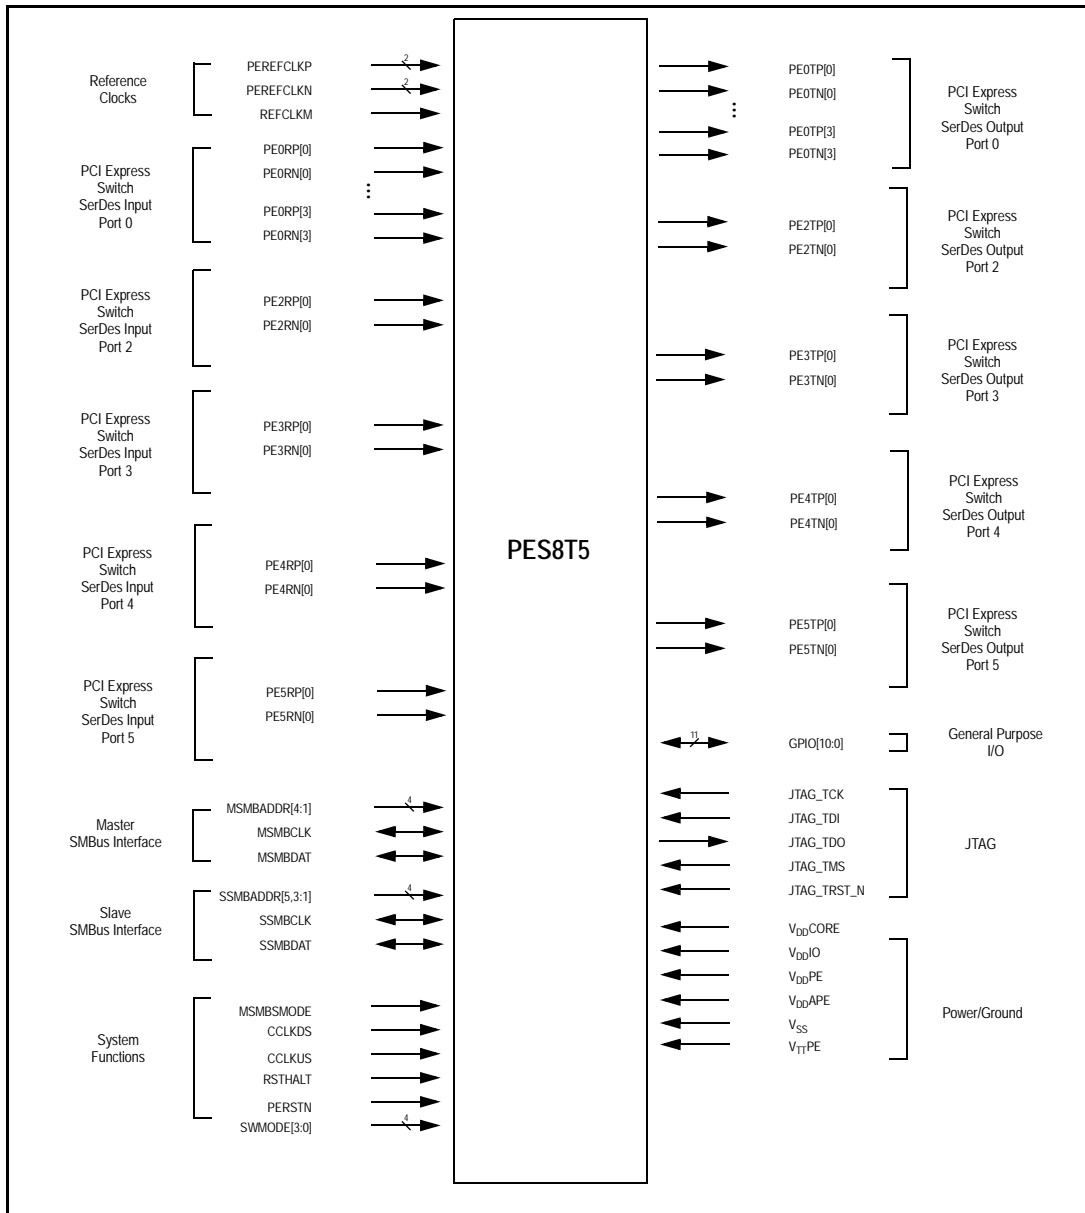 Reference
Clocks
PEREFCLKP
2
PEREFCLKN
2
REFCLKM
PCI Express
Switch
SerDes Input
Port 0
PE0RP[0]
PE0RN[0]
PE0RP[3]
PE0RN[3]
PCI Express
Switch
SerDes Input
Port 2
PE2RP[0]
PE2RN[0]
PCI Express
Switch
SerDes Input
Port 3
PE3RP[0]
PE3RN[0]
PCI Express
Switch
SerDes Input
Port 4
PE4RP[0]
PE4RN[0]
PCI Express
Switch
SerDes Input
Port 5
PE5RP[0]
PE5RN[0]
Master
SMBus Interface
MSMBADDR[4:1]
4
MSMBCLK
MSMBDAT
Slave
SMBus Interface
SSMBADDR[5,3:1]
4
SSMBCLK
SSMBDAT
System
Functions
MSMBSMODE
CCLKDS
CCLKUS
RSTHALT
PERSTN
SWMODE[3:0]
4
PES8T5
PE0TP[0]
PE0TN[0]
PE0TP[3]
PE0TN[3]
PCI Express
Switch
SerDes Output
Port 0
PE2TP[0]
PE2TN[0]
PCI Express
Switch
SerDes Output
Port 2
PE3TP[0]
PE3TN[0]
PCI Express
Switch
SerDes Output
Port 3
PE4TP[0]
PE4TN[0]
PCI Express
Switch
SerDes Output
Port 4
PE5TP[0]
PE5TN[0]
PCI Express
Switch
SerDes Output
Port 5
11
GPIO[10:0]
General Purpose
I/O
JTAG_TCK
JTAG_TDI
JTAG_TDO
JTAG_TMS
JTAG_TRST_N
JTAG
VDDCORE
VDDIO
VDDPE
VDDAPE
VSS
VTTPE
Power/Ground